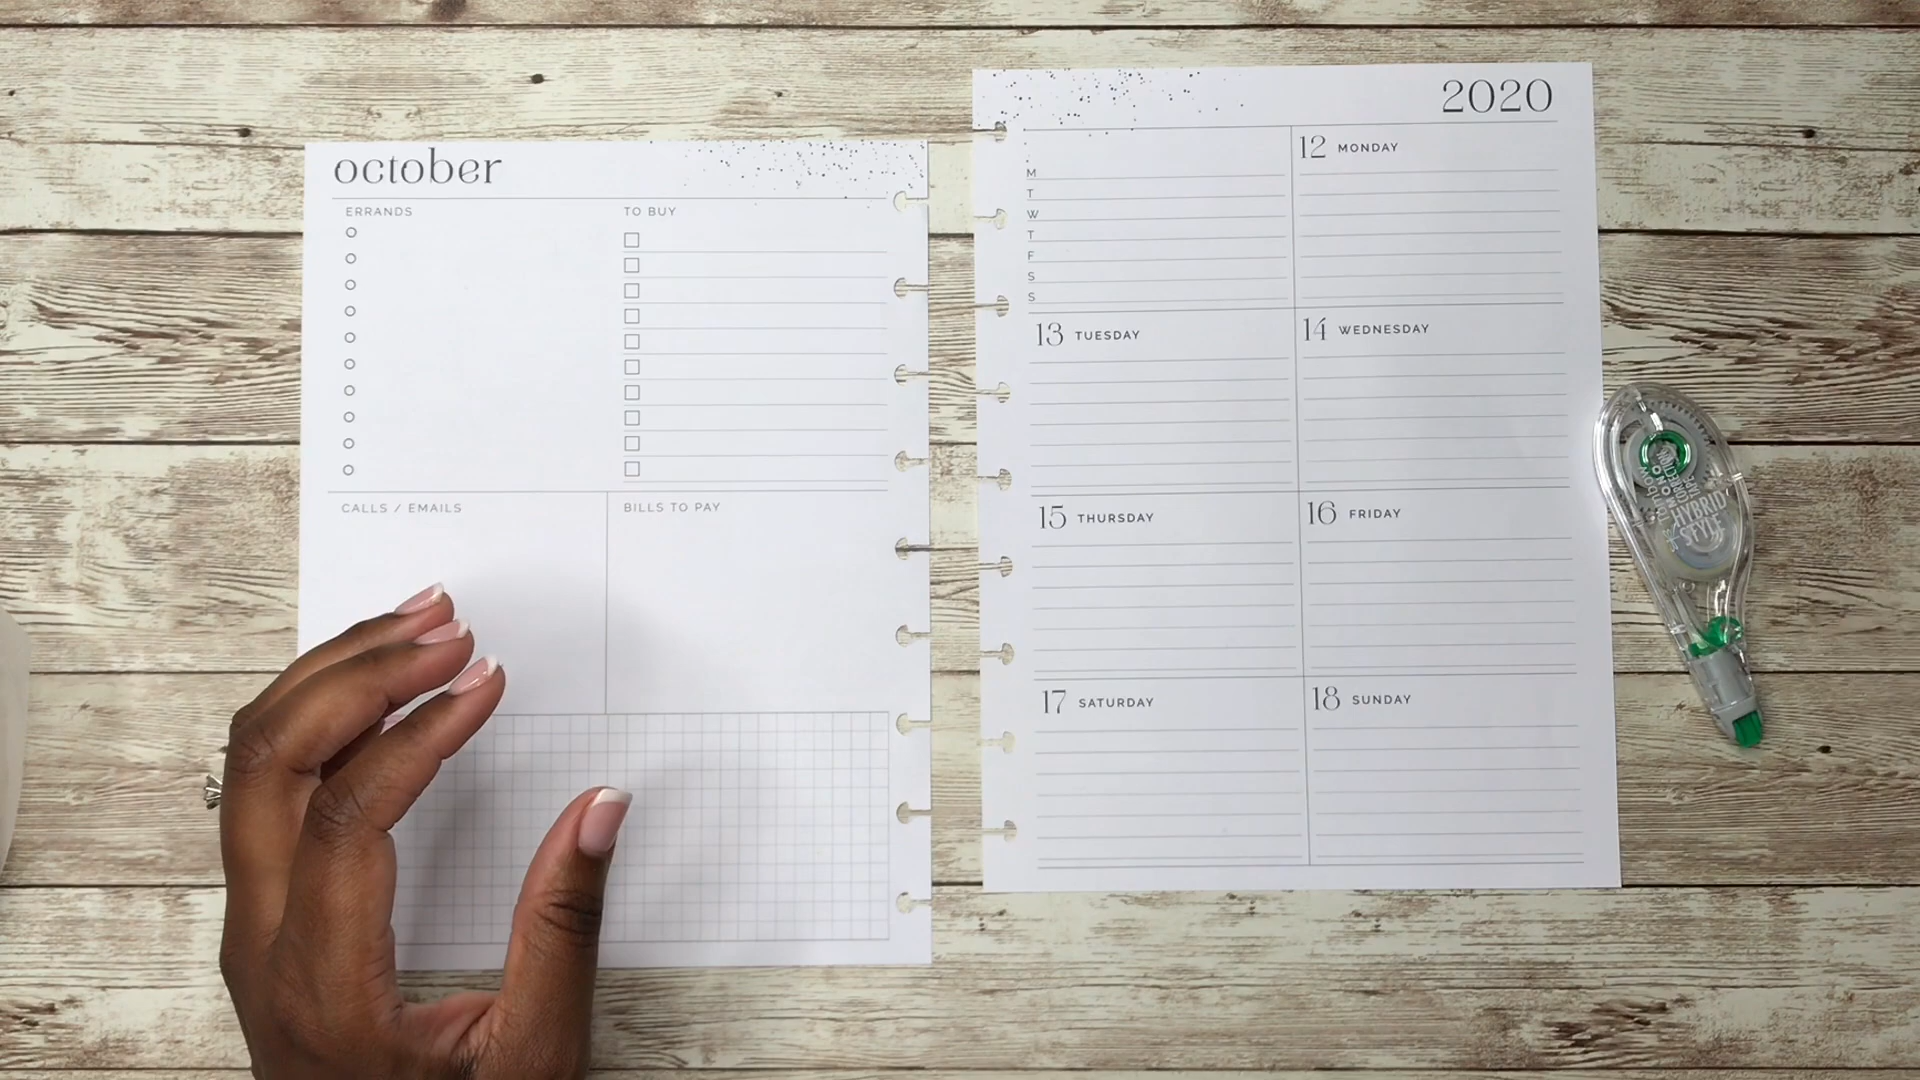 october
ERRANDS
TO BUY
CALLS / EMAILS
BILLS TO PAY
2020
M
T
W
T
F
S
S
12 MONDAY
13 TUESDAY
14 WEDNESDAY
15 THURSDAY
16 FRIDAY
17 SATURDAY
18 SUNDAY
HYBRID
STYLE